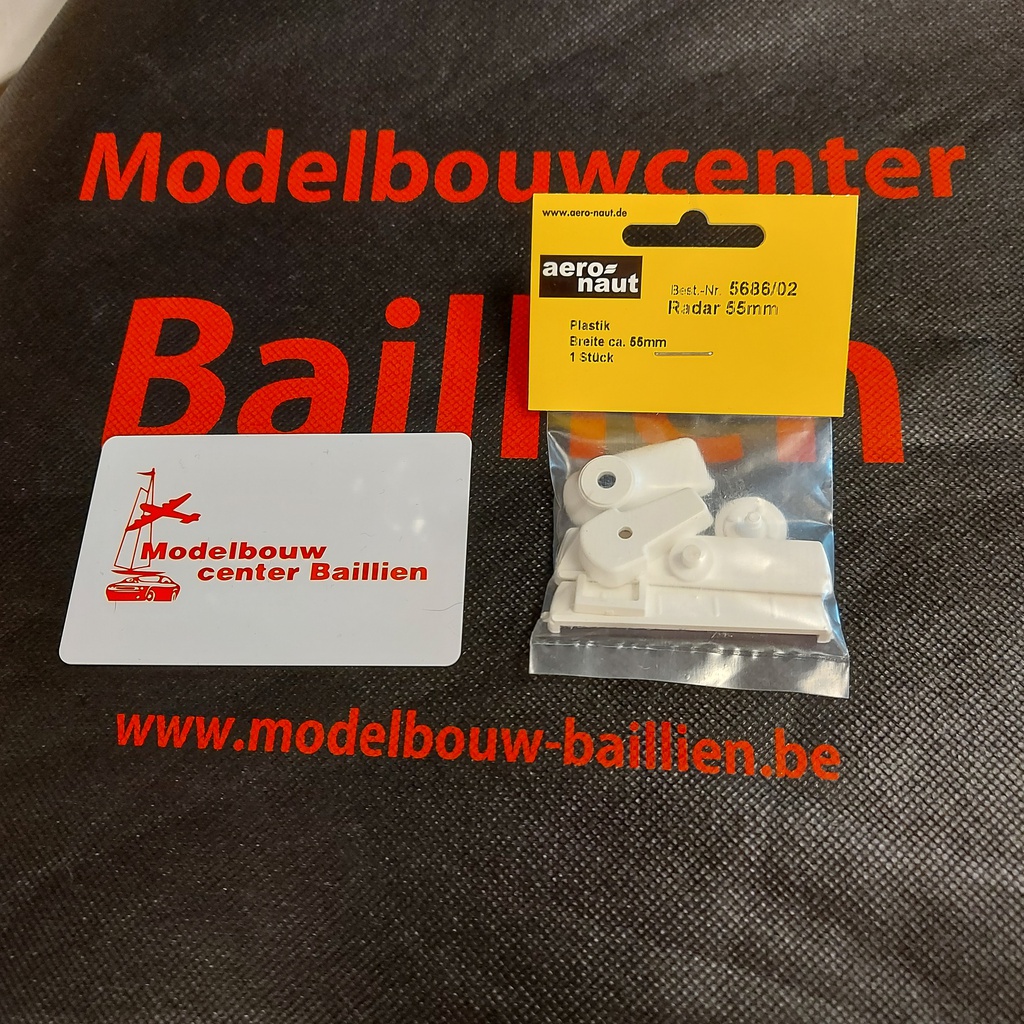 Modelbouwcenter
Baillien
www.aero-naut.de
aero-
naut
Best.-Nr. 5686/02
Radar 55mm
Plastik
Breite ca. 55mm
1 Stück
Modelbouw
center Baillien
www.modelbouw-baillien.be